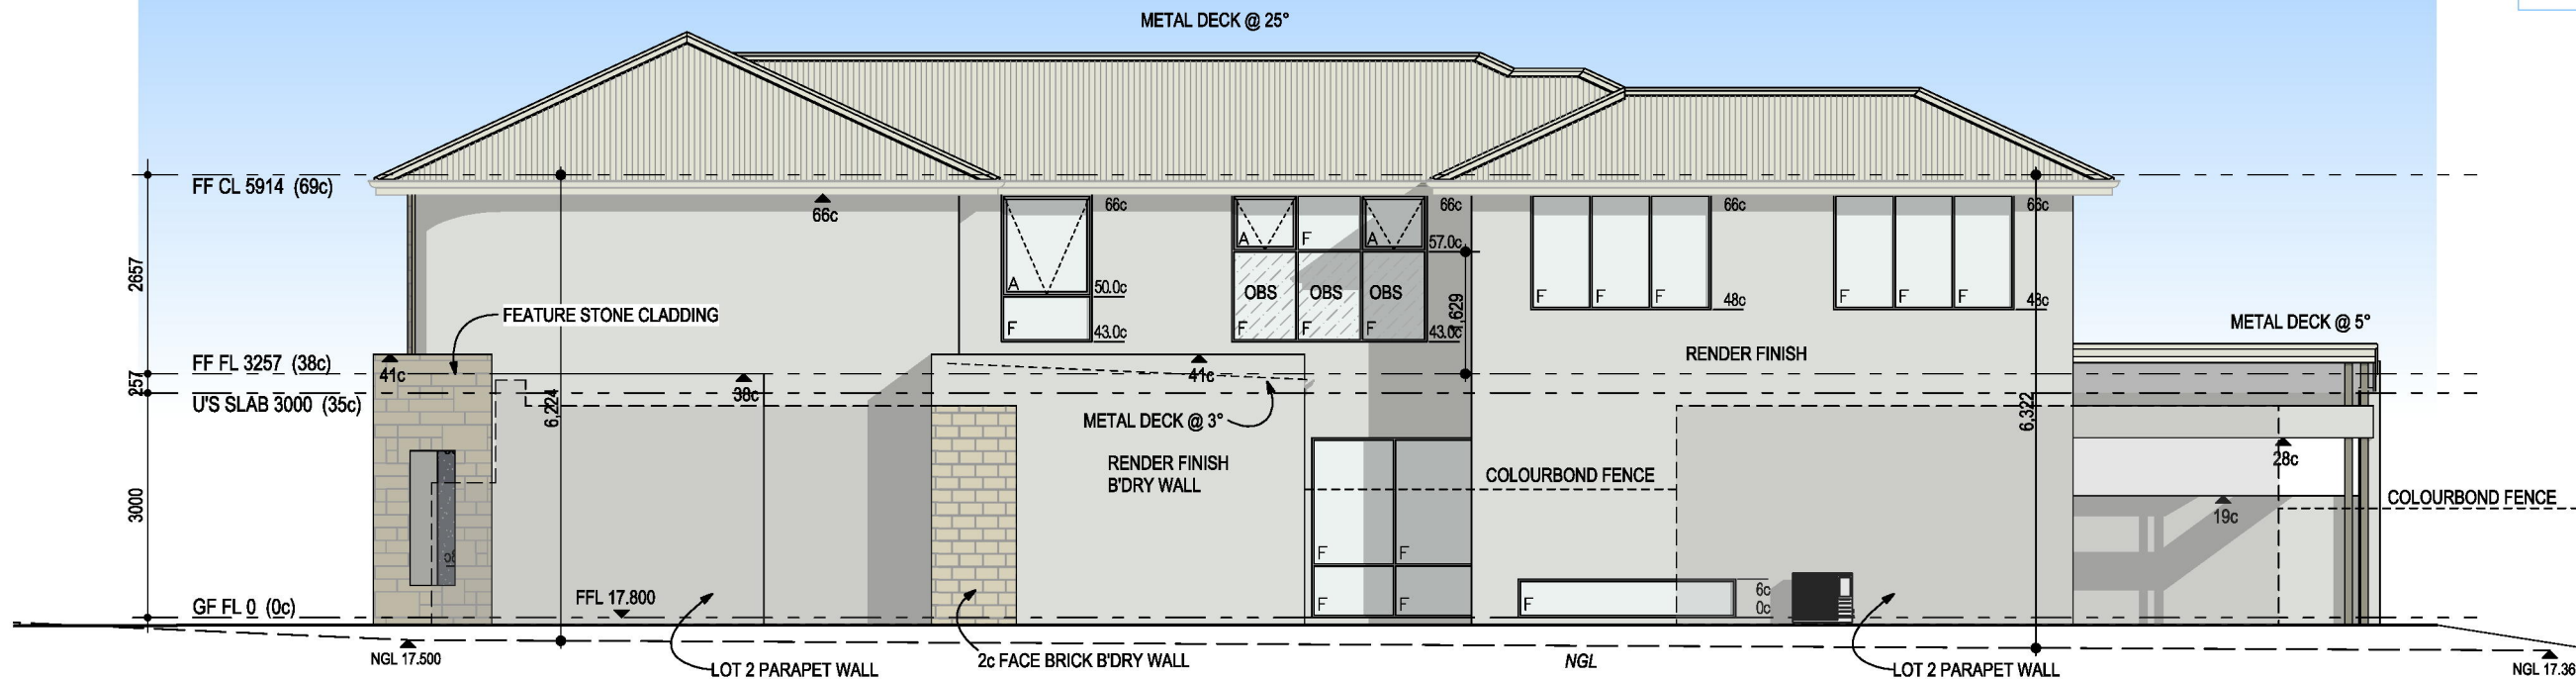 METAL DECK @ 25°
FF CL 5914 (69c)
66c
66c
66c
66c
66c
A
F
A
57.0c
2657
A
50.0c
OBS
OBS
OBS
F
F
F
F
48c
F
F
F
48c
FEATURE STONE CLADDING
F
43.0c
F
F
F
43.0c
METAL DECK @ 5°
RENDER FINISH
FF FL 3257 (38c)
41c
41c
257
38c
U'S SLAB 3000 (35c)
6,224
6,322
METAL DECK @ 3°
RENDER FINISH
B'DRY WALL
28c
COLOURBOND FENCE
COLOURBOND FENCE
3000
19c
F
F
6c
FFL 17.800
GF FL 0 (0c)
F
F
F
0c
NGL 17.500
LOT 2 PARAPET WALL
2c FACE BRICK B'DRY WALL
NGL
LOT 2 PARAPET WALL
NGL 17.36